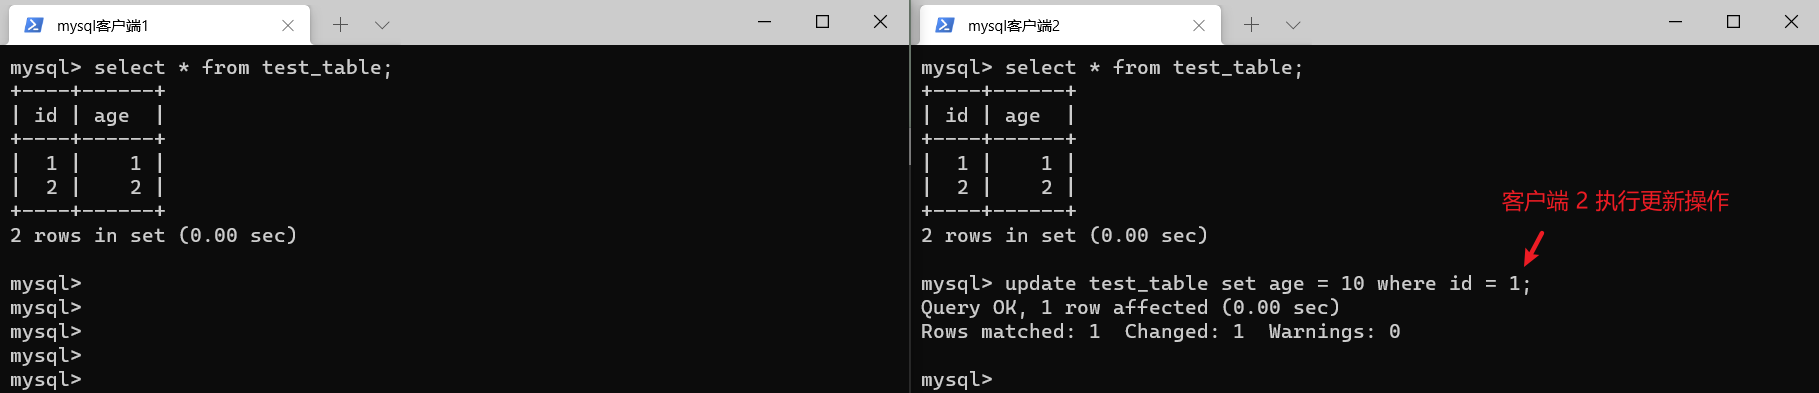 mysql客户端1
mysql> select * from test_table;
+----+------+
| id | age  |
+----+------+
|  1 |    1 |
|  2 |    2 |
+----+------+
2 rows in set (0.00 sec)
mysql>
mysql>
mysql>
mysql>
mysql>
mysql客户端2
mysql> select * from test_table;
+----+------+
| id | age  |
+----+------+
|  1 |    1 |
|  2 |    2 |
+----+------+
2 rows in set (0.00 sec)
客户端 2 执行更新操作
mysql> update test_table set age = 10 where id = 1;
Query OK, 1 row affected (0.00 sec)
Rows matched: 1  Changed: 1  Warnings: 0
mysql>